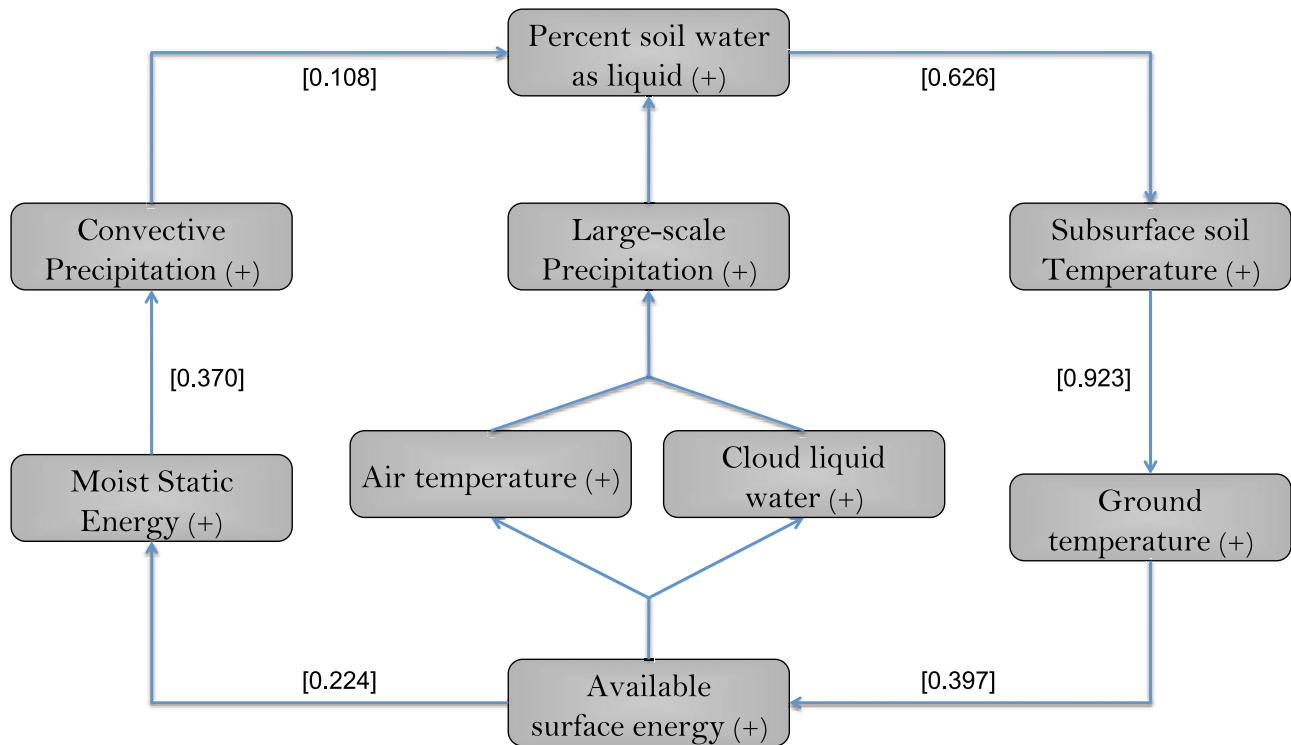 Percent soil water
as liquid (+)
[0.108]
[0.626]
Convective
Precipitation (+)
Large-scale
Precipitation (+)
Subsurface soil
Temperature (+)
[0.370]
[0.923]
Moist Static
Energy (+)
Air temperature (+)
Cloud liquid
water (+)
Ground
temperature (+)
[0.224]
Available
surface energy (+)
[0.397]